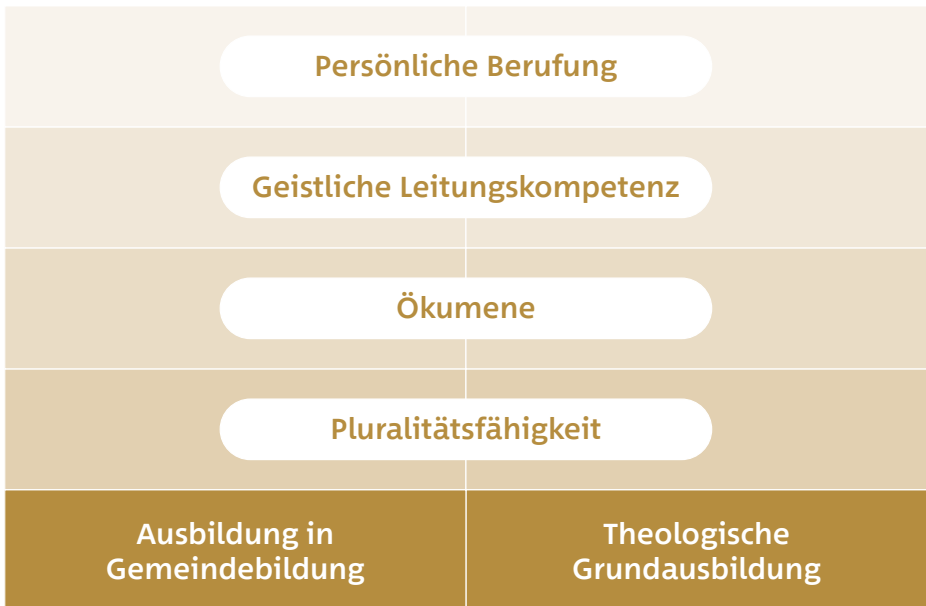 Persönliche Berufung
Geistliche Leitungskompetenz
Ökumene
Pluralitätsfähigkeit
Ausbildung in
Gemeindebildung
Theologische
Grundausbildung